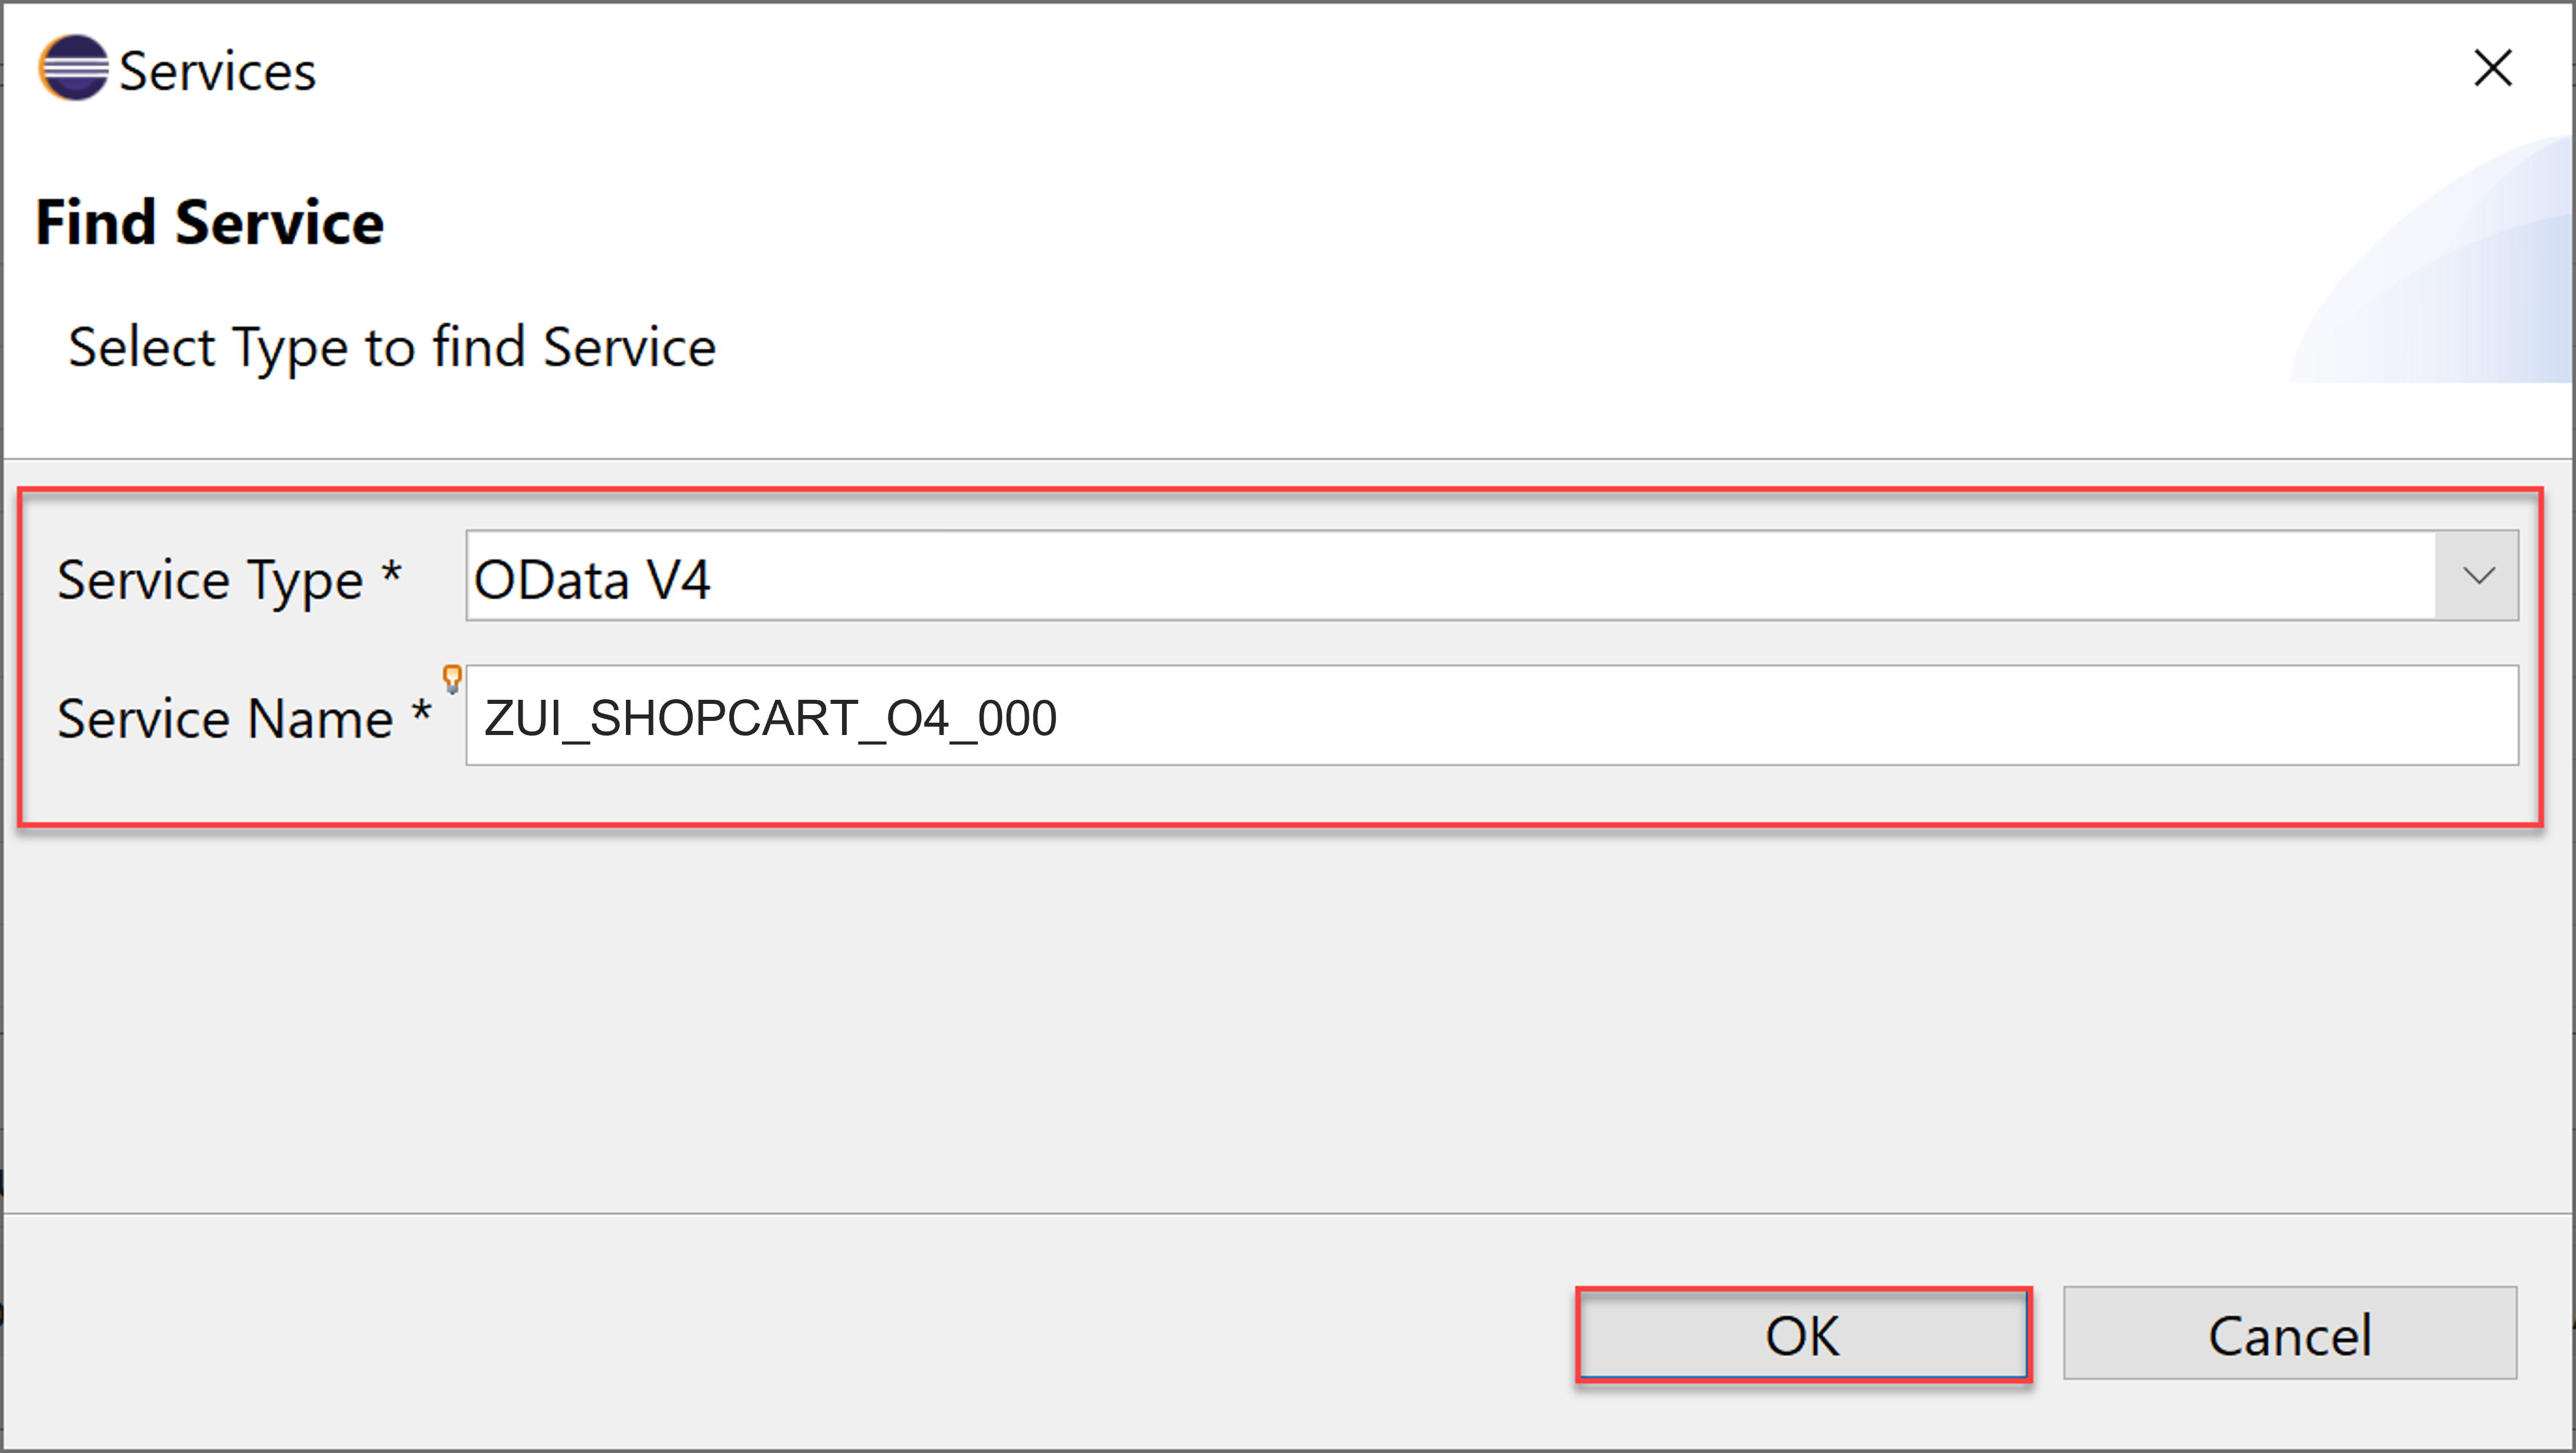 Services
Find Service
Select Type to find Service
Service Type * OData V4
Service Name * ZUI_SHOPCART_O4_000
OK Cancel